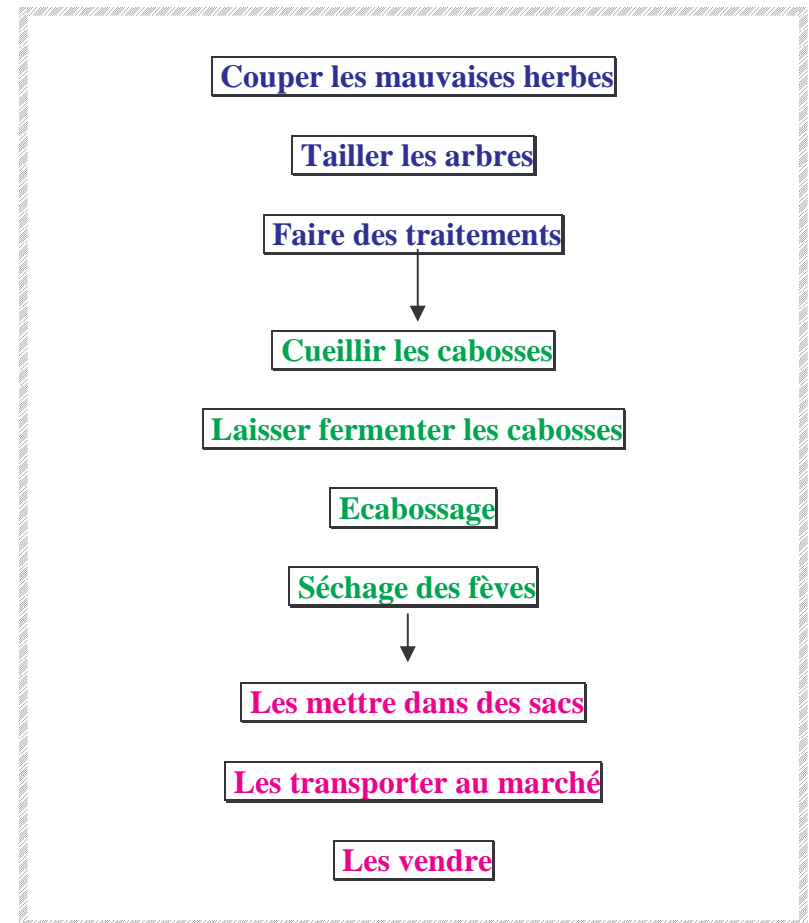 Couper les mauvaises herbes
Tailler les arbres
Faire des traitements
Cueillir les cabosses
Laisser fermenter les cabosses
Ecabossage
Séchage des fèves
Les mettre dans des sacs
Les transporter au marché
Les vendre